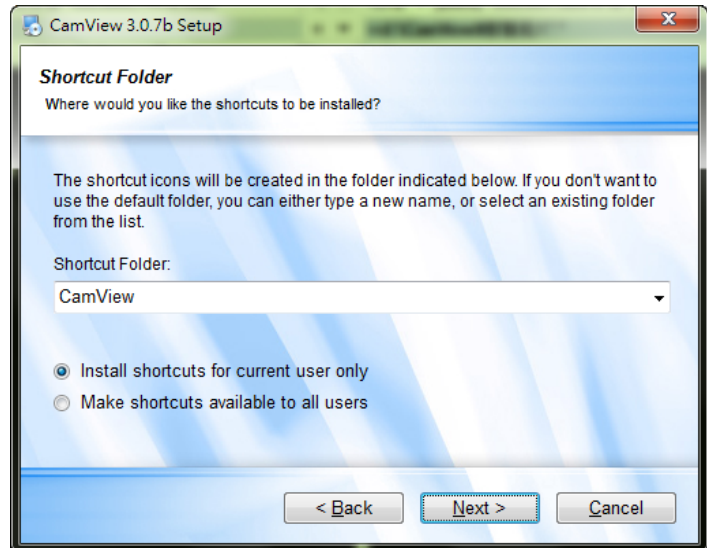 CamView 3.0.7b Setup
Shortcut Folder
Where would you like the shortcuts to be installed?
The shortcut icons will be created in the folder indicated below. If you don't want to
use the default folder, you can either type a new name, or select an existing folder
from the list.
Shortcut Folder:
CamView
Install shortcuts for current user only
Make shortcuts available to all users
< Back
Next >
Cancel